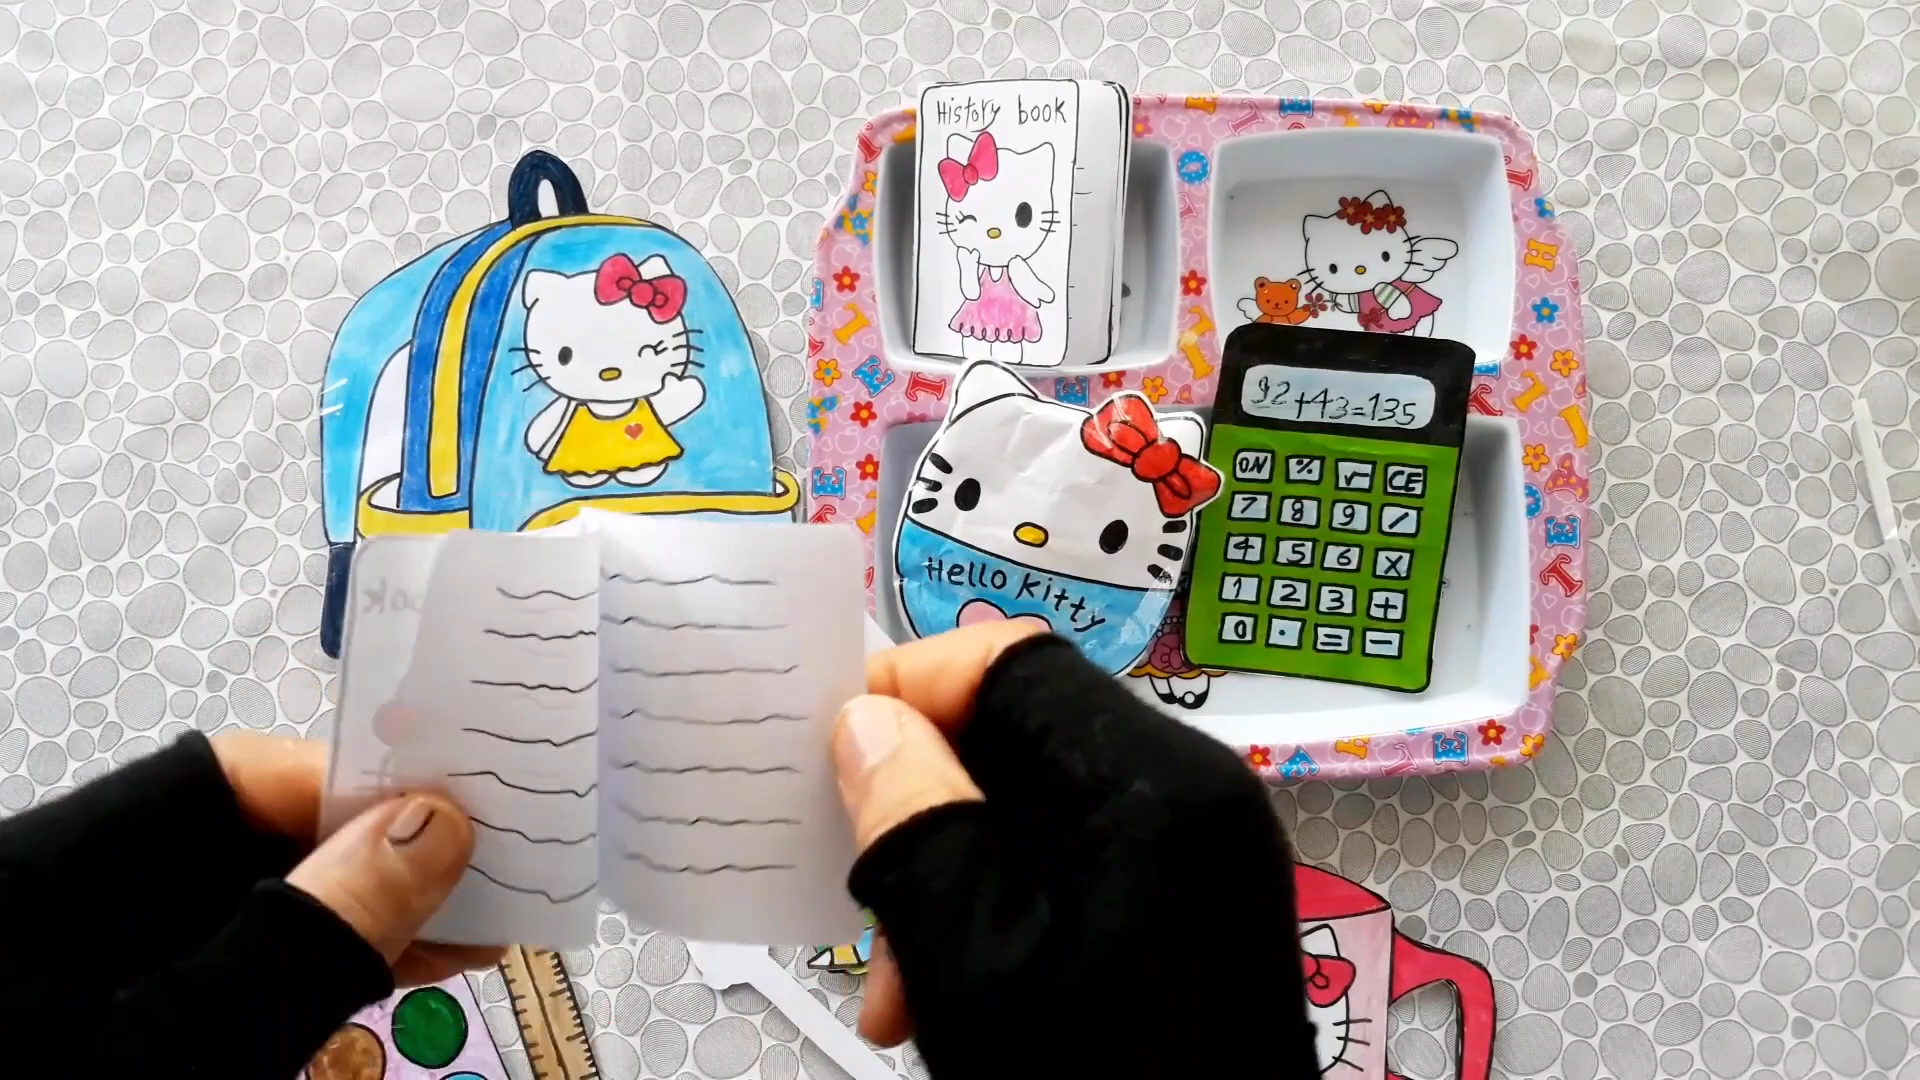 History book
92+43=135
ON % √ CE
7 8 9 /
4 5 6 X
1 2 3 +
0 . = -
Hello Kitty